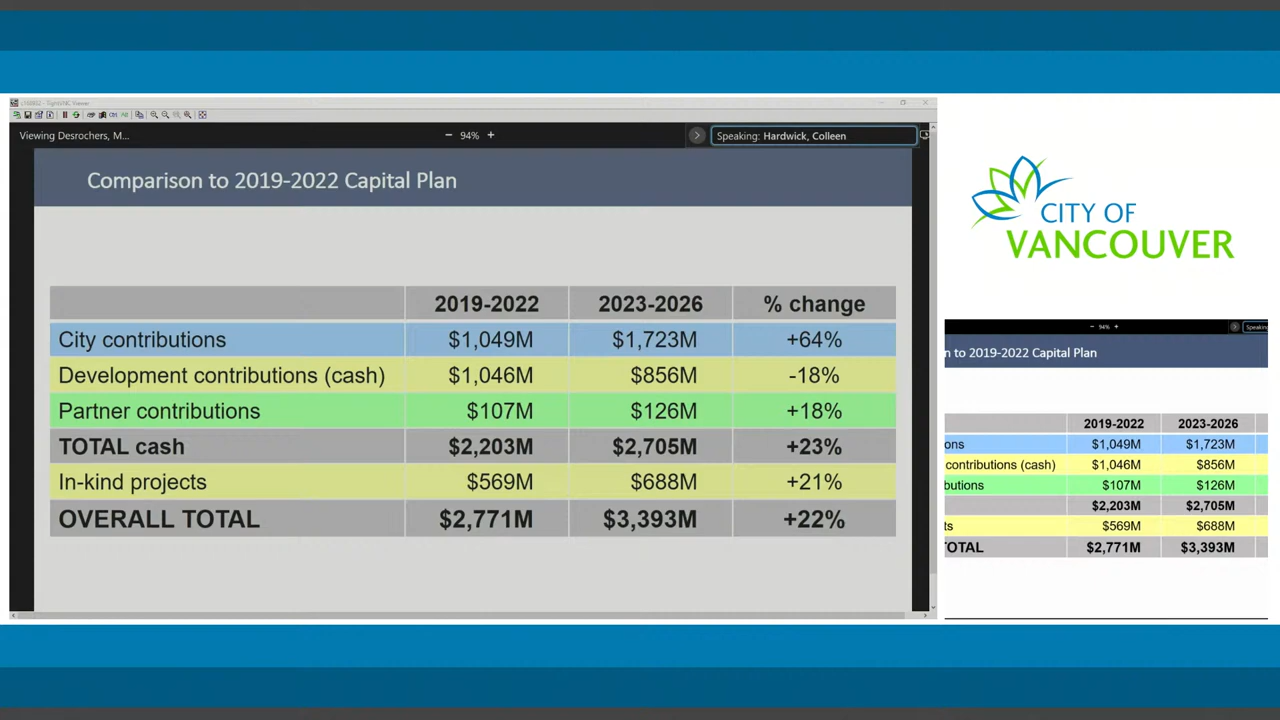 Viewing Desrochers, M...
94%
Speaking: Hardwick, Colleen
Comparison to 2019-2022 Capital Plan
2019-2022 2023-2026 % change
City contributions $1,049M $1,723M +64%
Development contributions (cash) $1,046M $856M -18%
Partner contributions $107M $126M +18%
TOTAL cash $2,203M $2,705M +23%
In-kind projects $569M $688M +21%
OVERALL TOTAL $2,771M $3,393M +22%
CITY OF
VANCOUVER
94%
Speaking
n to 2019-2022 Capital Plan
2019-2022 2023-2026
ons $1,049M $1,723M
contributions (cash) $1,046M $856M
butions $107M $126M
$2,203M $2,705M
ts $569M $688M
TOTAL $2,771M $3,393M